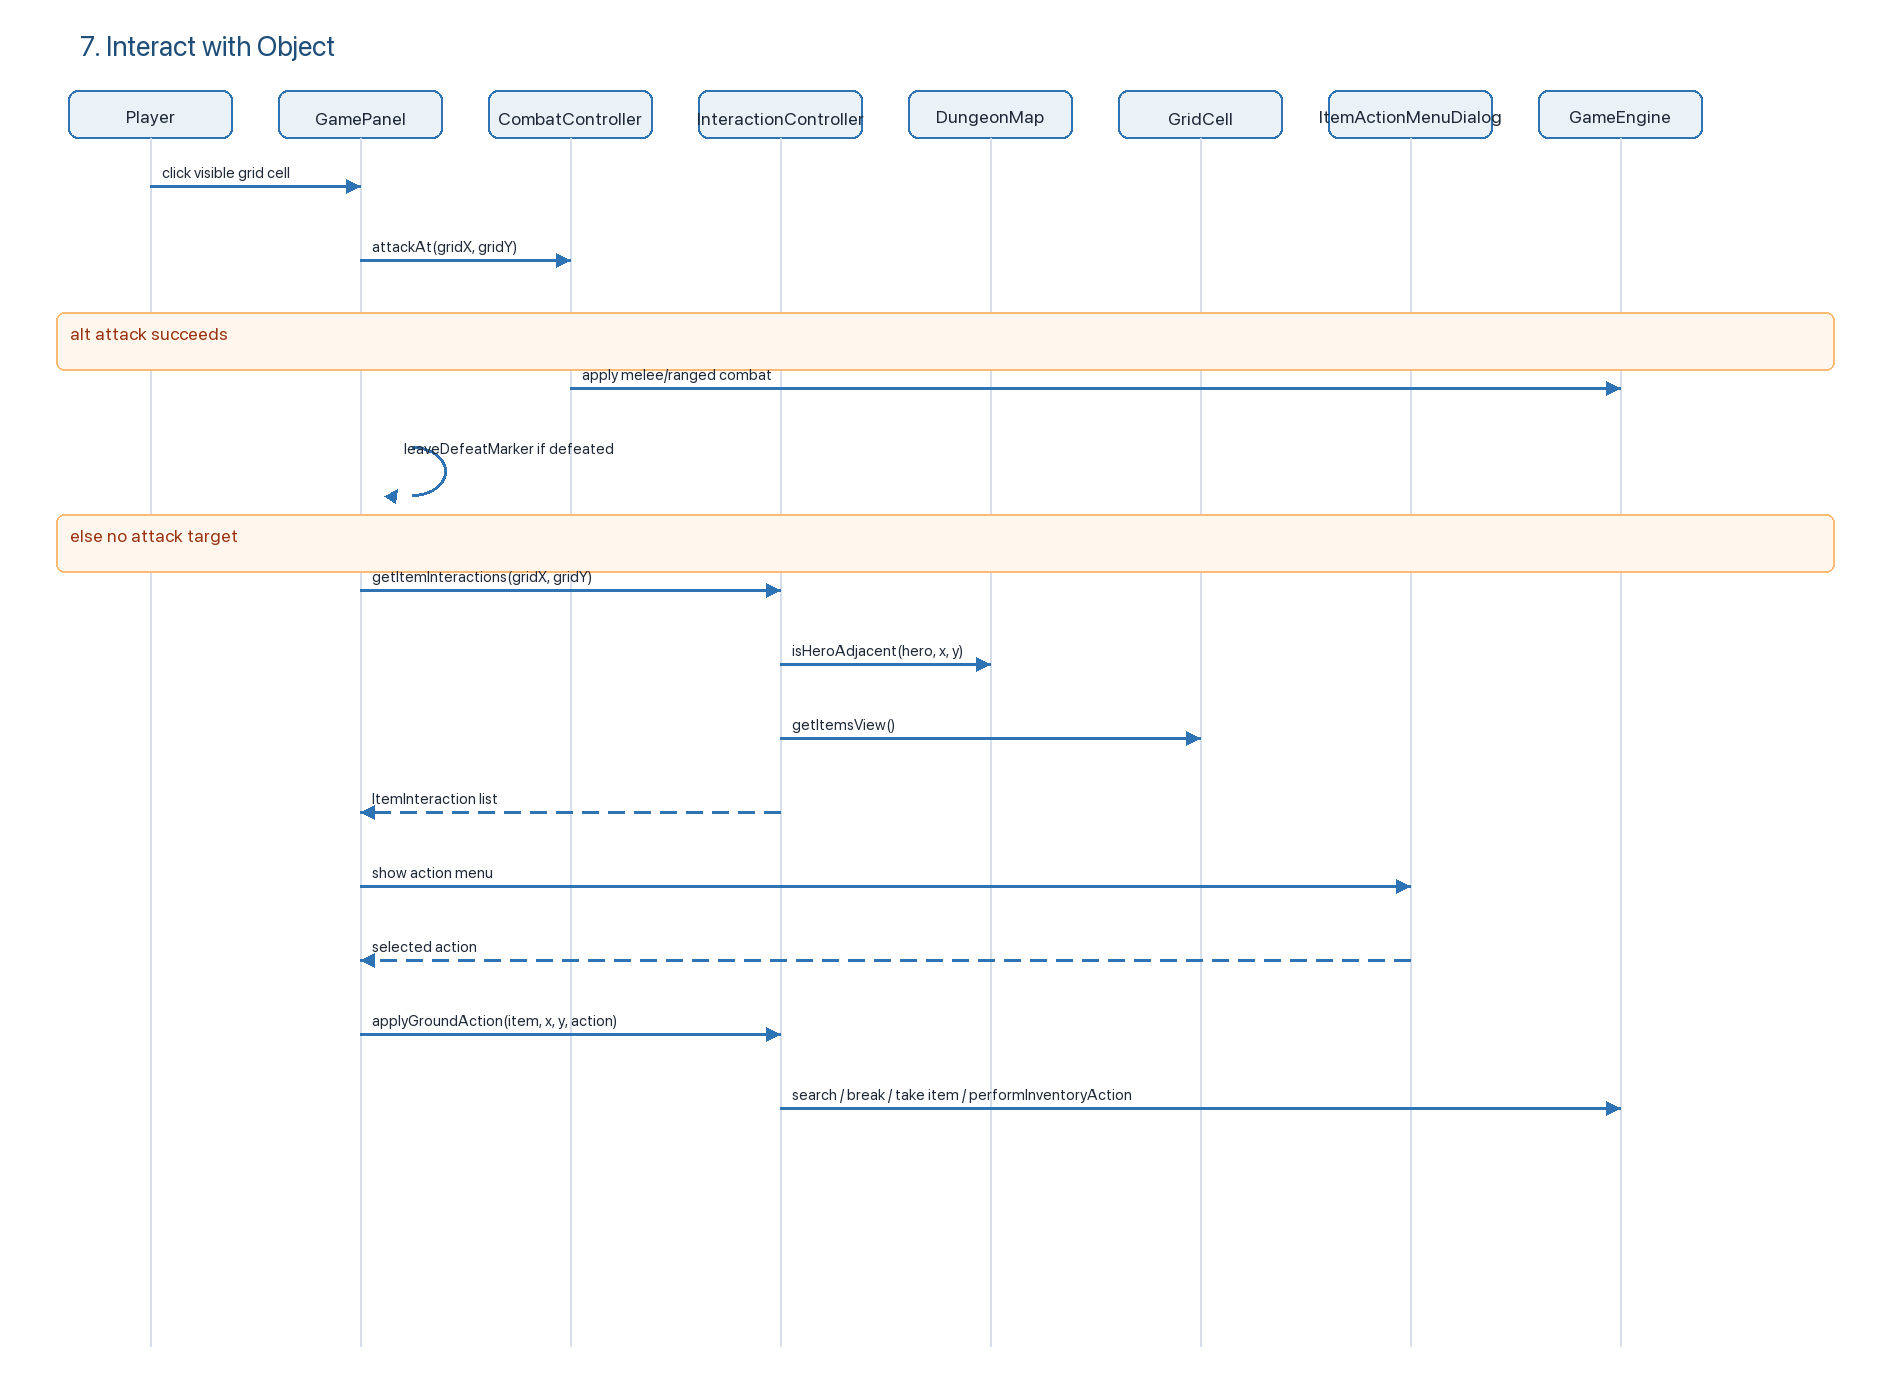 7. Interact with Object
Player
GamePanel
CombatController
InteractionController
DungeonMap
GridCell
ItemActionMenuDialog
GameEngine
click visible grid cell
attackAt(gridX, gridY)
alt attack succeeds
apply melee/ranged combat
leaveDefeatMarker if defeated
else no attack target
getItemInteractions(gridX, gridY)
isHeroAdjacent(hero, x, y)
getItemsView()
ItemInteraction list
show action menu
selected action
applyGroundAction(item, x, y, action)
search / break / take item / performInventoryAction